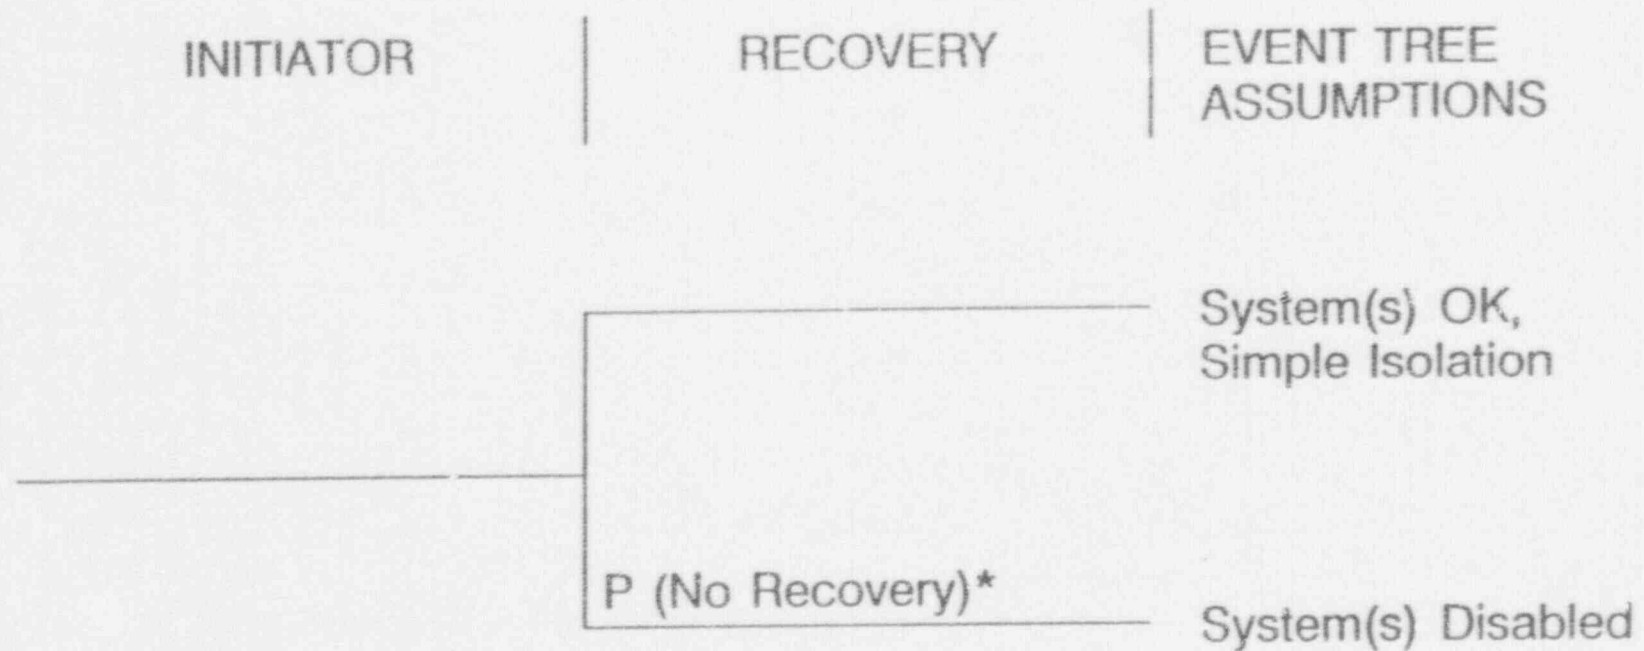 INITIATOR
RECOVERY
EVENT TREE
ASSUMPTIONS
System(s) OK,
Simple Isolation
P (No Recovery)*
System(s) Disabled